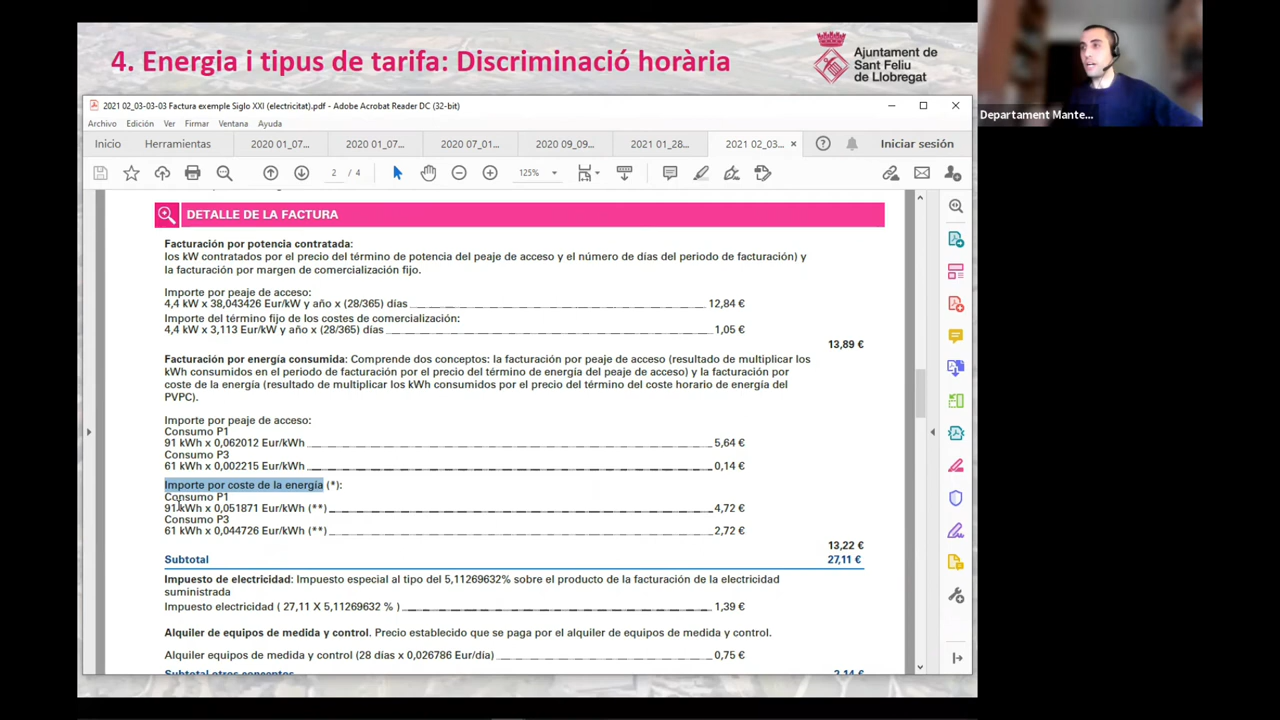 4. Energia i tipus de tarifa: Discriminació horària
Ajuntament de
Sant Feliu
de Llobregat
2021 02_03-03-03 Factura exemple Siglo XXI (electricitat).pdf - Adobe Acrobat Reader DC (32-bit)
Archivo Edición Ver Firmar Ventana Ayuda
Inicio Herramientas 2020 01_07... 2020 01_07... 2020 07_01... 2020 09_09... 2021 01_28... 2021 02_03... Iniciar sesión
2 / 4 125%
DETALLE DE LA FACTURA
Facturación por potencia contratada:
los kW contratados por el precio del término de potencia del peaje de acceso y el número de días del periodo de facturación) y
la facturación por margen de comercialización fijo.
Importe por peaje de acceso:
4,4 kW x 38,043426 Eur/kW y año x (28/365) días 12,84 €
Importe del término fijo de los costes de comercialización:
4,4 kW x 3,113 Eur/kW y año x (28/365) días 1,05 €
13,89 €
Facturación por energía consumida: Comprende dos conceptos: la facturación por peaje de acceso (resultado de multiplicar los
kWh consumidos en el periodo de facturación por el precio del término de energía del peaje de acceso) y la facturación por
coste de la energía (resultado de multiplicar los kWh consumidos por el precio del término del coste horario de energía del
PVPC).
Importe por peaje de acceso:
Consumo P1
91 kWh x 0,062012 Eur/kWh 5,64 €
Consumo P3
61 kWh x 0,002215 Eur/kWh 0,14 €
Importe por coste de la energía (*):
Consumo P1
91 kWh x 0,051871 Eur/kWh (**) 4,72 €
Consumo P3
61 kWh x 0,044726 Eur/kWh (**) 2,72 €
13,22 €
Subtotal 27,11 €
Impuesto de electricidad: Impuesto especial al tipo del 5,11269632% sobre el producto de la facturación de la electricidad
suministrada
Impuesto electricidad ( 27,11 X 5,11269632 % ) 1,39 €
Alquiler de equipos de medida y control. Precio establecido que se paga por el alquiler de equipos de medida y control.
Alquiler equipos de medida y control (28 días x 0,026786 Eur/día) 0,75 €
Subtotal otros conceptos 2,14 €
Departament Mante...